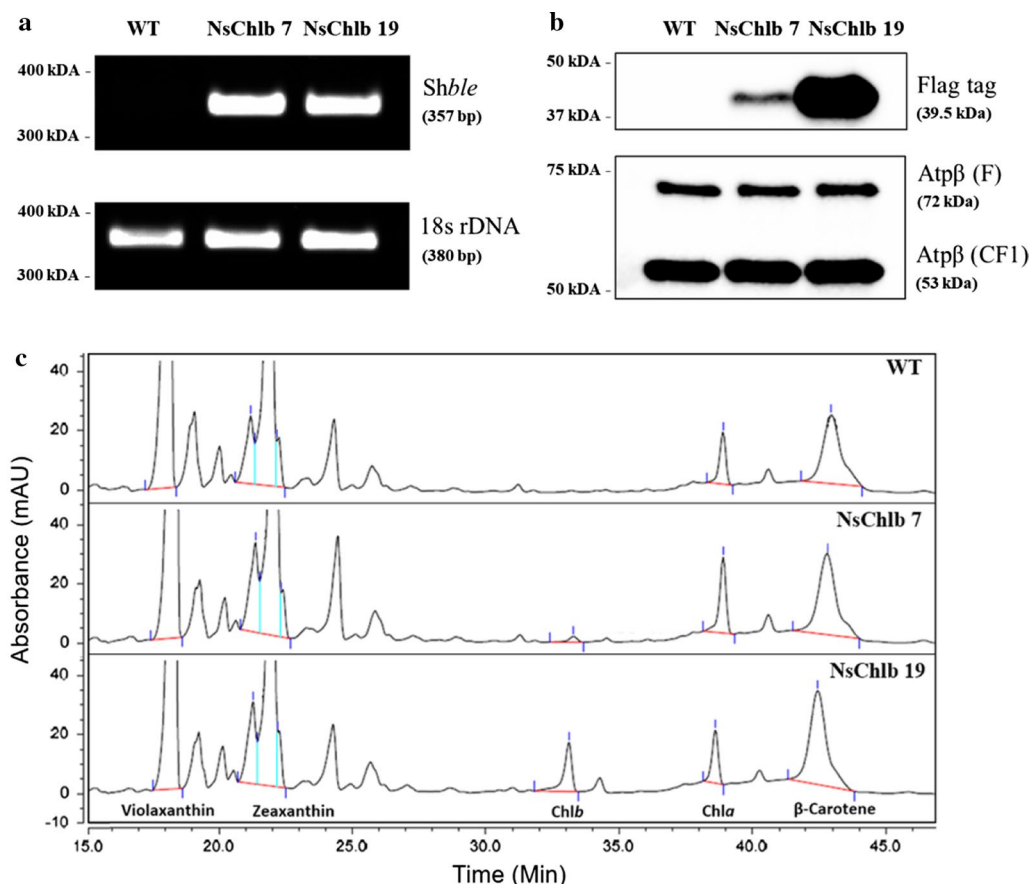 a
WT NsChlb 7 NsChlb 19
400 kDA -
300 kDA -
Shble
(357 bp)
300 kDA -
18s rDNA
(380 bp)
b
WT NsChlb 7 NsChlb 19
50 kDA -
37 kDA -
Flag tag
(39.5 kDa)
75 kDA -
50 kDA -
Atpβ (F)
(72 kDa)
Atpβ (CF1)
(53 kDa)
c
Absorbance (mAU)
40
20
0
WT
40
20
0
NsChlb 7
40
20
0
-10
NsChlb 19
Violaxanthin Zeaxanthin Chlb Chla β-Carotene
15.0 20.0 25.0 30.0 35.0 40.0 45.0
Time (Min)